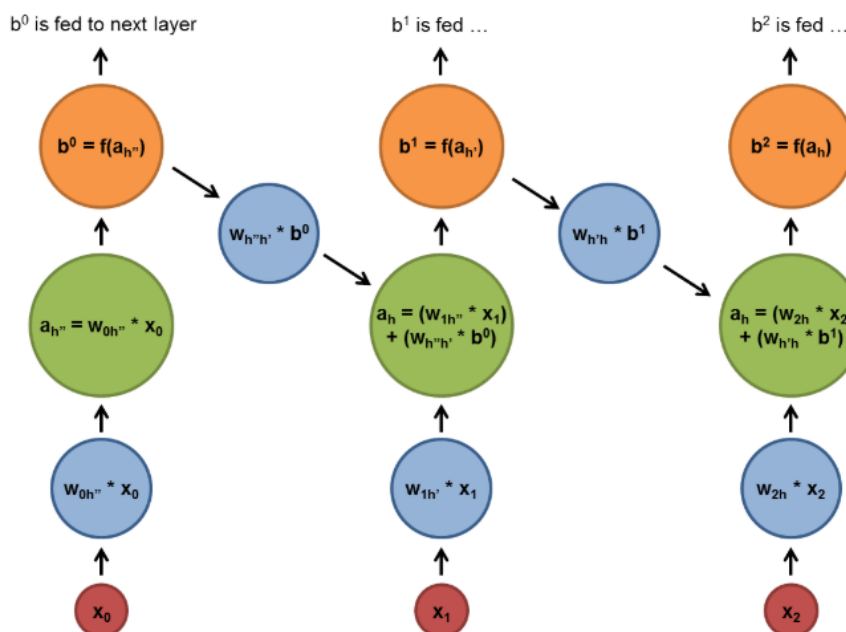 b⁰ is fed to next layer
b¹ is fed ...
b² is fed ...
b⁰ = f(aₕ″)
b¹ = f(aₕ′)
b² = f(aₕ)
wₕ″ₕ′ * b⁰
wₕ′ₕ * b¹
aₕ″ = w₀ₕ″ * x₀
aₕ = (w₁ₕ″ * x₁)
+ (wₕ″ₕ′ * b⁰)
aₕ = (w₂ₕ * x₂
+ (wₕ′ₕ * b¹)
w₀ₕ″ * x₀
w₁ₕ′ * x₁
w₂ₕ * x₂
x₀
x₁
x₂